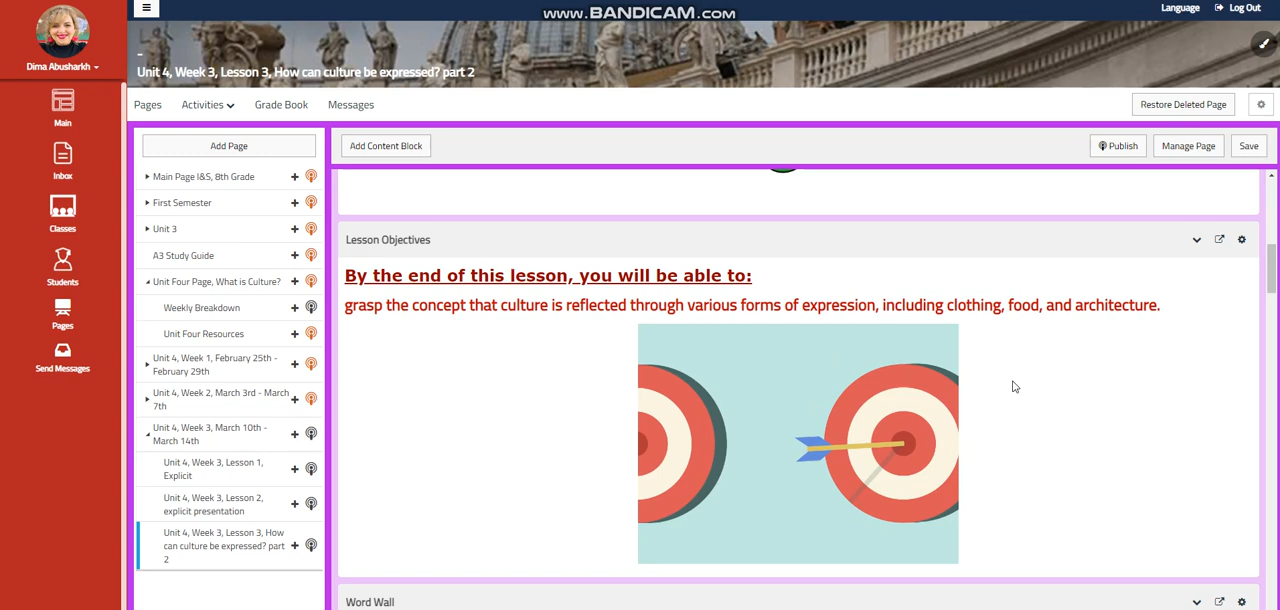 www.BANDICAM.com
Language Log Out
Dima Abusharkh
-
Unit 4, Week 3, Lesson 3, How can culture be expressed? part 2
Pages Activities Grade Book Messages
Restore Deleted Page
Main
Inbox
Classes
Students
Pages
Send Messages
Add Page
Main Page I&S, 8th Grade
First Semester
Unit 3
A3 Study Guide
Unit Four Page, What is Culture?
Weekly Breakdown
Unit Four Resources
Unit 4, Week 1, February 25th -
February 29th
Unit 4, Week 2, March 3rd - March
7th
Unit 4, Week 3, March 10th -
March 14th
Unit 4, Week 3, Lesson 1,
Explicit
Unit 4, Week 3, Lesson 2,
explicit presentation
Unit 4, Week 3, Lesson 3, How
can culture be expressed? part
2
Add Content Block
Publish Manage Page Save
Lesson Objectives
By the end of this lesson, you will be able to:
grasp the concept that culture is reflected through various forms of expression, including clothing, food, and architecture.
Word Wall